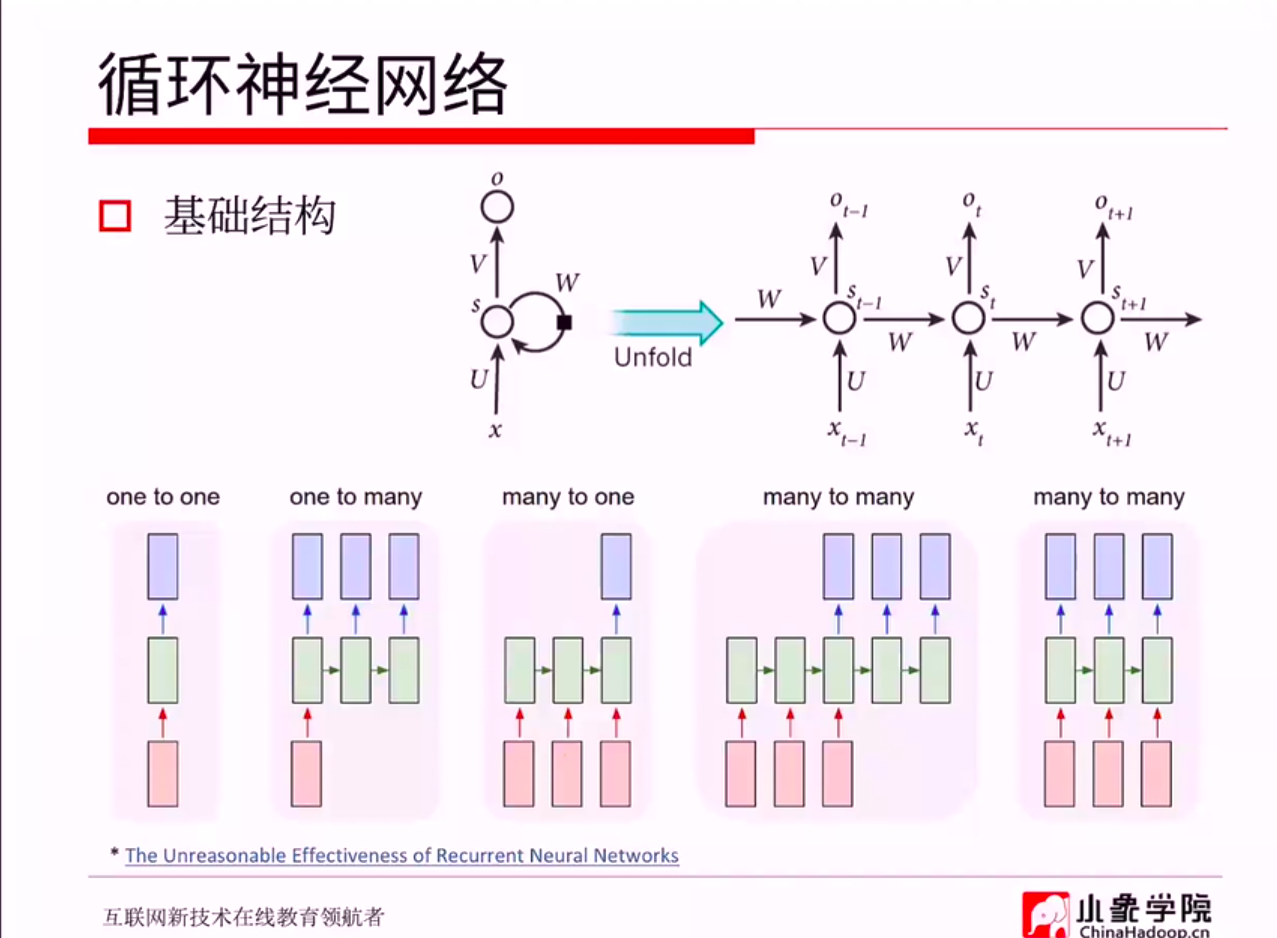 循环神经网络
基础结构
o
V
s
W
U
x
Unfold
o_{t-1} o_t o_{t+1}
V V V
W s_{t-1} s_t s_{t+1}
W W W
U U U
x_{t-1} x_t x_{t+1}
one to one one to many many to one many to many many to many
* The Unreasonable Effectiveness of Recurrent Neural Networks
互联网新技术在线教育领航者
小象学院
ChinaHadoop.cn